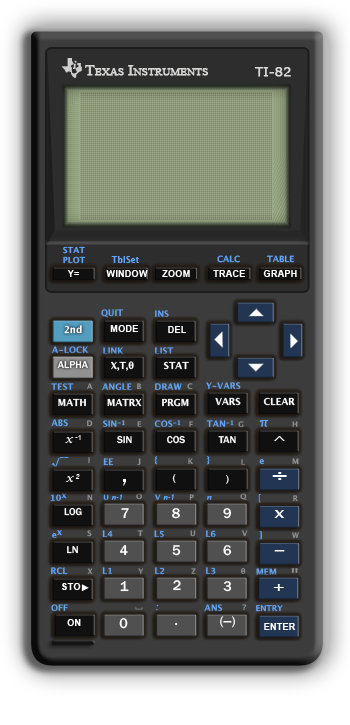 TEXAS INSTRUMENTS TI-82
STAT
PLOT TblSet CALC TABLE
Y= WINDOW ZOOM TRACE GRAPH
QUIT INS
2nd MODE DEL
A-LOCK LINK LIST
ALPHA X,T,θ STAT
TEST A ANGLE B DRAW C Y-VARS
MATH MATRX PRGM VARS CLEAR
ABS D SIN⁻¹ E COS⁻¹ F TAN⁻¹ G π H
x⁻¹ SIN COS TAN ^
√ I EE J { K } L e M
x² , ( ) ÷
10ˣ N U n-1 O V n-1 P n Q [ R
LOG 7 8 9 x
eˣ S L4 T L5 U L6 V ] W
LN 4 5 6 −
RCL X L1 Y L2 Z L3 θ MEM "
STO▶ 1 2 3 +
OFF ␣ : ANS ? ENTRY
ON 0 . (−) ENTER